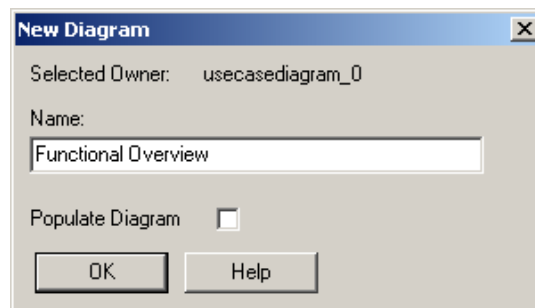 New Diagram
Selected Owner: usecasediagram_0
Name:
Functional Overview
Populate Diagram
OK Help